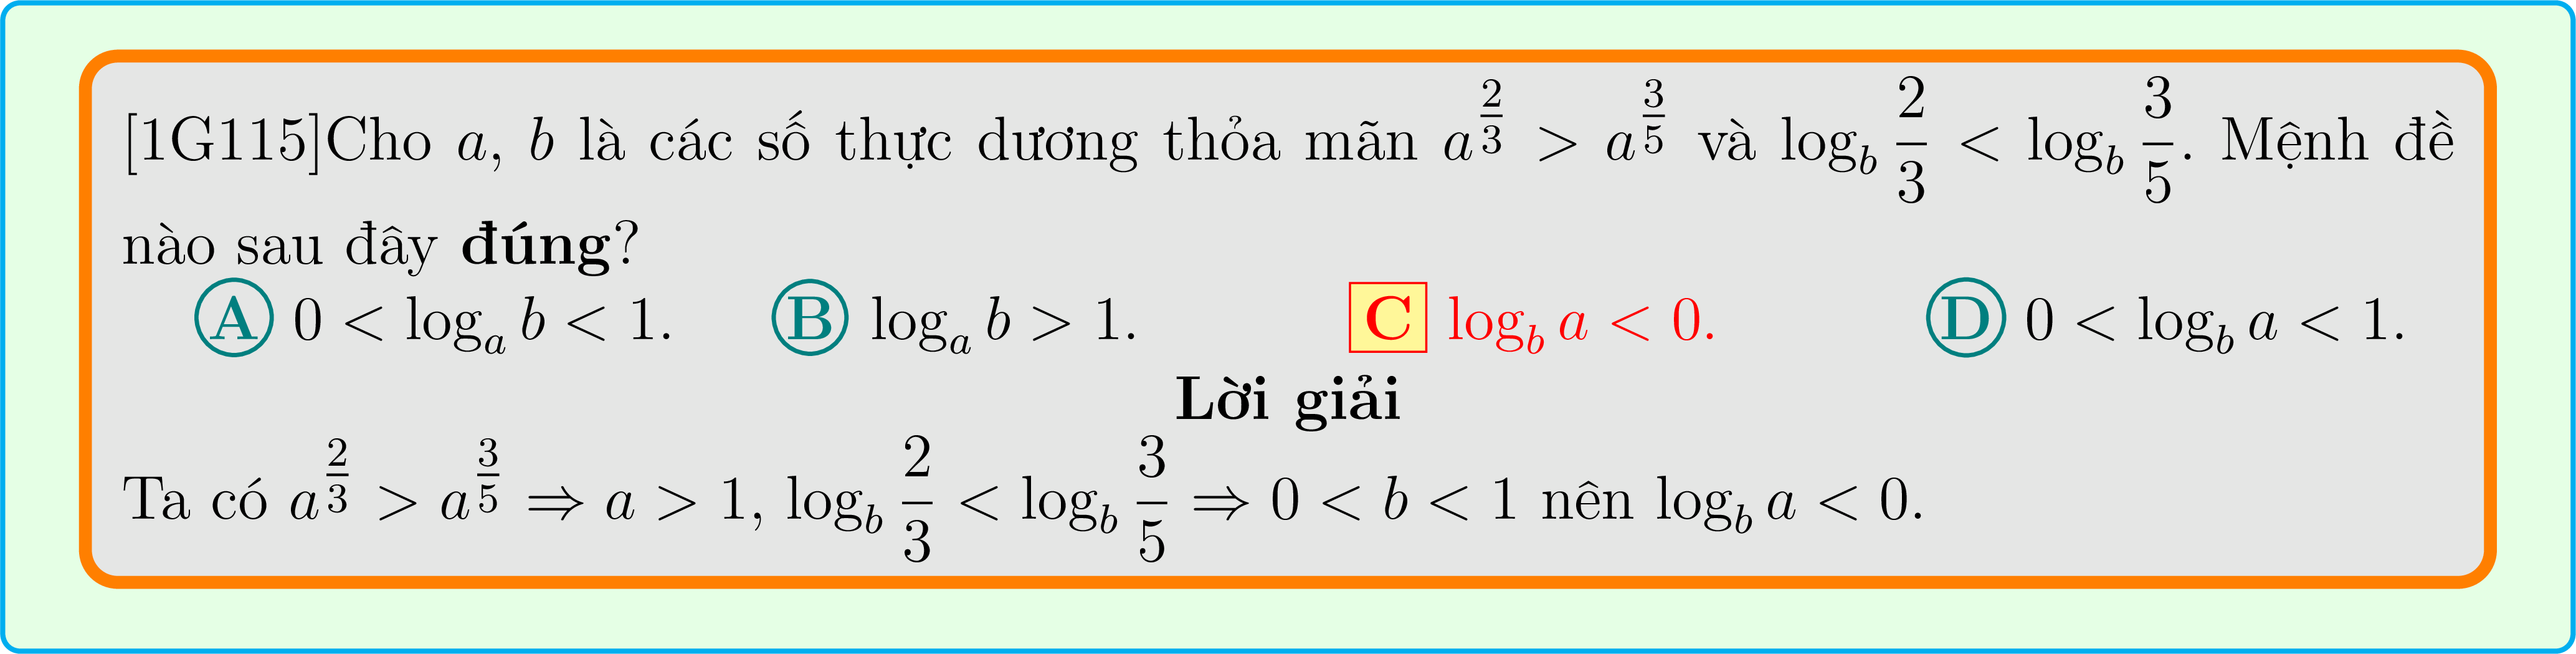 [1G115]Cho a, b là các số thực dương thỏa mãn a^{\frac{2}{3}} > a^{\frac{3}{5}} và \log_b \frac{2}{3} < \log_b \frac{3}{5}. Mệnh đề
nào sau đây đúng?
A 0 < \log_a b < 1. B \log_a b > 1. C \log_b a < 0. D 0 < \log_b a < 1.
Lời giải
Ta có a^{\frac{2}{3}} > a^{\frac{3}{5}} ⇒ a > 1, \log_b \frac{2}{3} < \log_b \frac{3}{5} ⇒ 0 < b < 1 nên \log_b a < 0.